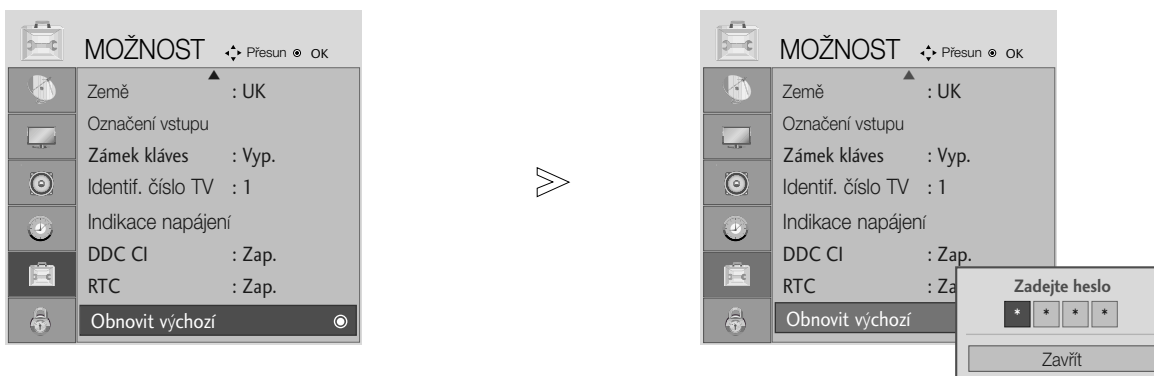 MOŽNOST Přesun OK
Země : UK
Označení vstupu
Zámek kláves : Vyp.
Identif. číslo TV : 1
Indikace napájení
DDC CI : Zap.
RTC : Zap.
Obnovit výchozí
MOŽNOST Přesun OK
Země : UK
Označení vstupu
Zámek kláves : Vyp.
Identif. číslo TV : 1
Indikace napájení
DDC CI : Zap.
RTC : Za
Obnovit výchozí
Zadejte heslo
* * * *
Zavřít